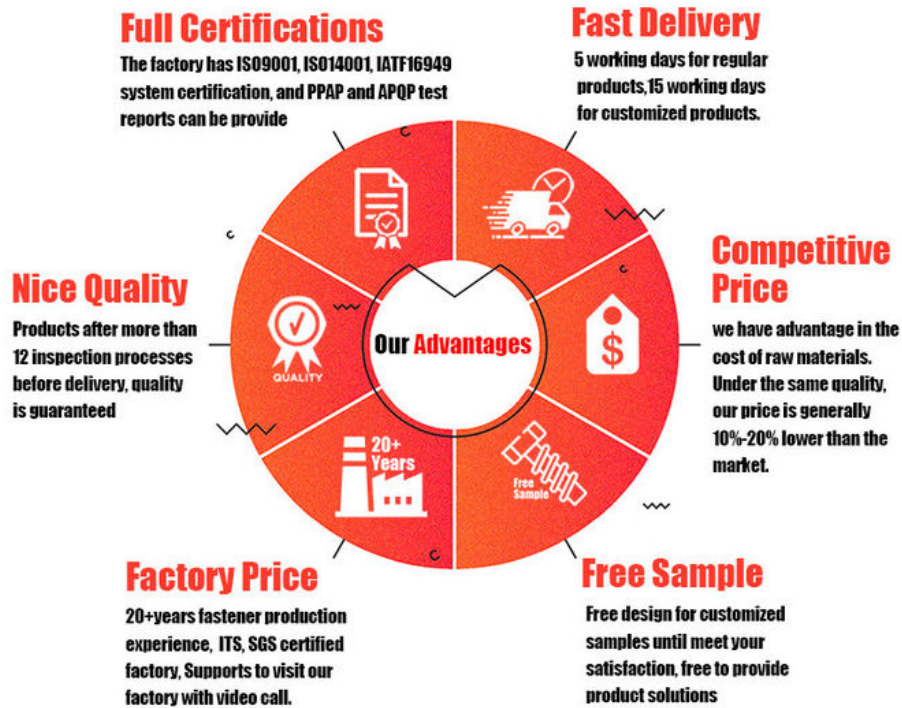 Full Certifications
The factory has ISO9001, ISO14001, IATF16949
system certification, and PPAP and APQP test
reports can be provide
Fast Delivery
5 working days for regular
products,15 working days
for customized products.
Nice Quality
Products after more than
12 inspection processes
before delivery, quality
is guaranteed
QUALITY
Our Advantages
$
Competitive
Price
we have advantage in the
cost of raw materials.
Under the same quality,
our price is generally
10%-20% lower than the
market.
20+
Years
Free
Sample
Factory Price
20+years fastener production
experience, ITS, SGS certified
factory, Supports to visit our
factory with video call.
Free Sample
Free design for customized
samples until meet your
satisfaction, free to provide
product solutions